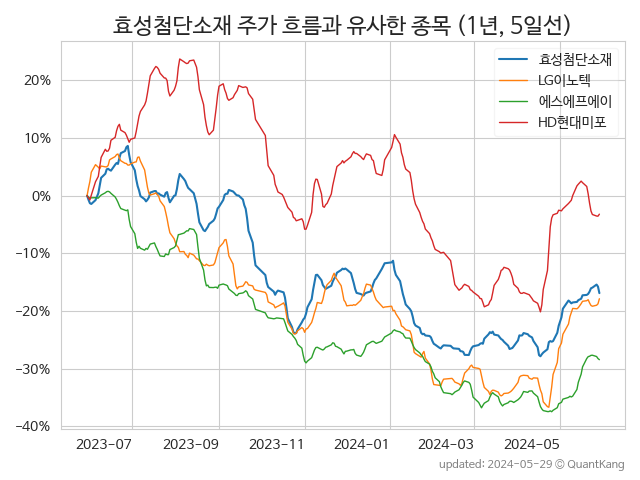 효성첨단소재 주가 흐름과 유사한 종목 (1년, 5일선)
효성첨단소재
LG이노텍
에스에프에이
HD현대미포
20%
10%
0%
−10%
−20%
−30%
−40%
2023-07 2023-09 2023-11 2024-01 2024-03 2024-05
updated: 2024-05-29 © QuantKang